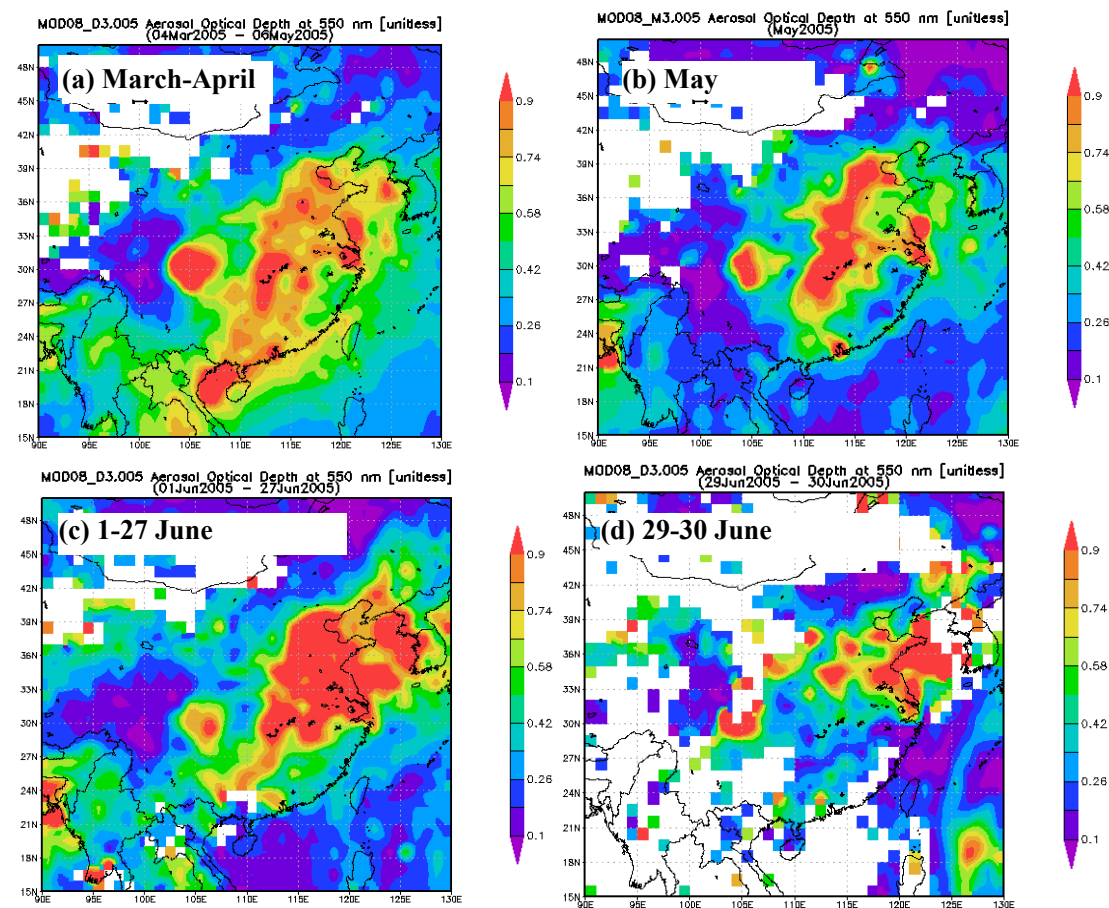 MOD08_D3.005 Aerosol Optical Depth at 550 nm [unitless]
(04Mar2005 – 06May2005)
(a) March-April
48N
45N
42N
39N
36N
33N
30N
27N
24N
21N
18N
15N
90E 95E 100E 105E 110E 115E 120E 125E 130E
0.9
0.74
0.58
0.42
0.26
0.1
MOD08_M3.005 Aerosol Optical Depth at 550 nm [unitless]
(May2005)
(b) May
48N
45N
42N
39N
36N
33N
30N
27N
24N
21N
18N
15N
90E 95E 100E 105E 110E 115E 120E 125E 130E
0.9
0.74
0.58
0.42
0.26
0.1
MOD08_D3.005 Aerosol Optical Depth at 550 nm [unitless]
(01Jun2005 – 27Jun2005)
(c) 1-27 June
48N
45N
42N
39N
36N
33N
30N
27N
24N
21N
18N
15N
90E 95E 100E 105E 110E 115E 120E 125E 130E
0.9
0.74
0.58
0.42
0.26
0.1
MOD08_D3.005 Aerosol Optical Depth at 550 nm [unitless]
(29Jun2005 – 30Jun2005)
(d) 29-30 June
48N
45N
42N
39N
36N
33N
30N
27N
24N
21N
18N
15N
90E 95E 100E 105E 110E 115E 120E 125E 130E
0.9
0.74
0.58
0.42
0.26
0.1